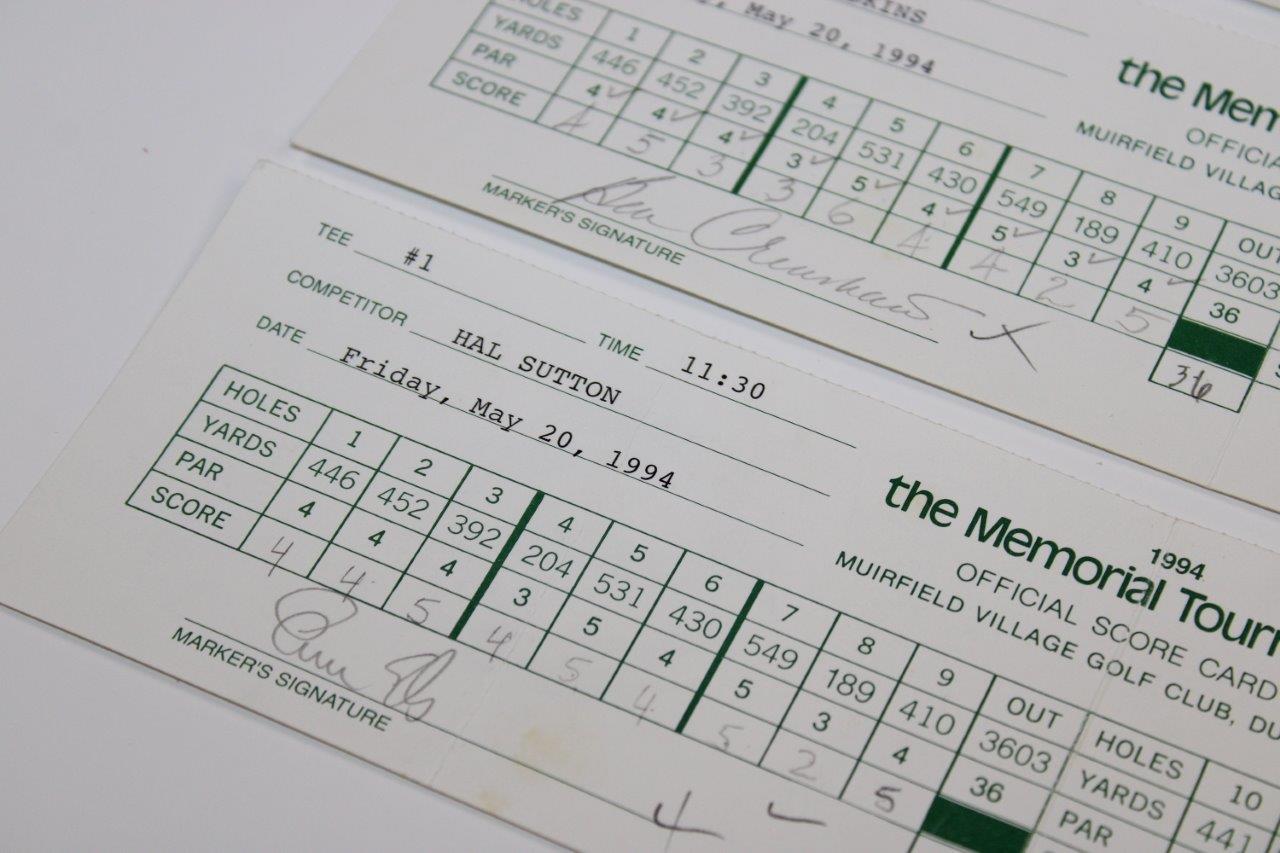 KINS
May 20, 1994
HOLES 1 2 3 4 5 6 7 8 9 OUT
YARDS 446 452 392 204 531 430 549 189 410 3603
PAR 4 4 4 3 5 4 5 3 4 36
SCORE 4 5 3 3 6 4 4 2 5 36
Ben Crenshaw X
MARKER'S SIGNATURE
the Mem
OFFICIA
MUIRFIELD VILLAG
TEE #1 TIME 11:30
COMPETITOR HAL SUTTON
DATE Friday, May 20, 1994
HOLES 1 2 3 4 5 6 7 8 9 OUT HOLES 10
YARDS 446 452 392 204 531 430 549 189 410 3603 YARDS 441
PAR 4 4 4 3 5 4 5 3 4 36 PAR
SCORE 4 4 5 4 5 4 5 2 5
MARKER'S SIGNATURE
1994
the Memorial Tourn
OFFICIAL SCORE CARD
MUIRFIELD VILLAGE GOLF CLUB, DU